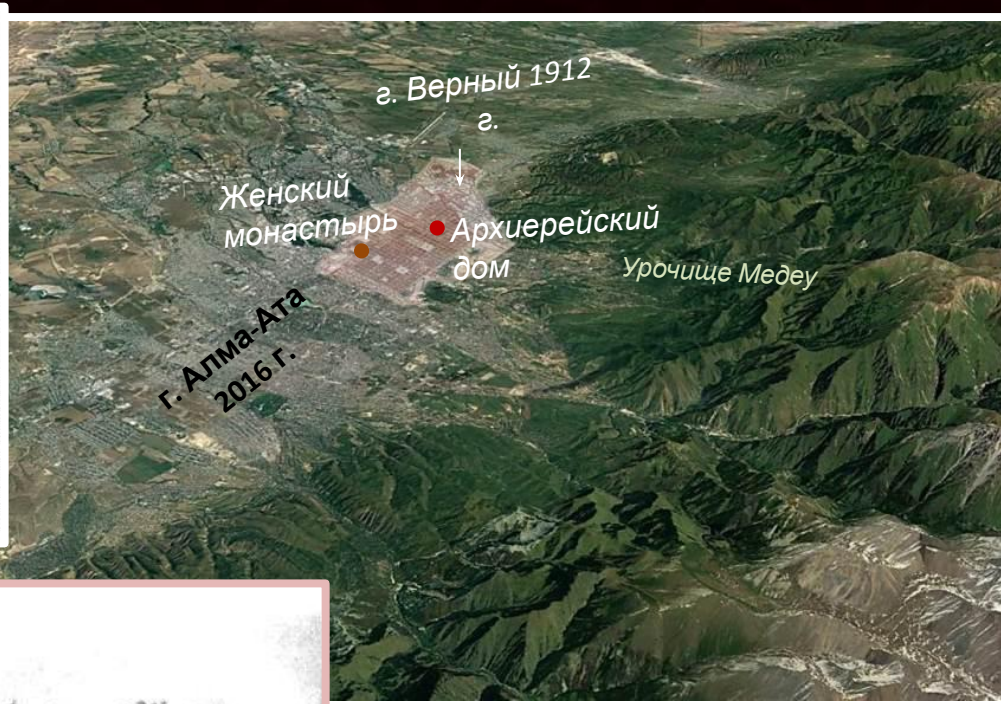 г. Верный 1912
г.
Женский
монастырь
Архиерейский
дом
Урочище Медеу
г. Алма-Ата
2016 г.